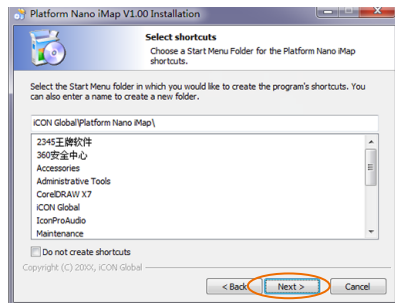 Platform Nano iMap V1.00 Installation
Select shortcuts
Choose a Start Menu Folder for the Platform Nano iMap
shortcuts.
Select the Start Menu folder in which you would like to create the program's shortcuts. You
can also enter a name to create a new folder.
iCON Global\Platform Nano iMap\
2345王牌软件
360安全中心
Accessories
Administrative Tools
CorelDRAW X7
iCON Global
IconProAudio
Maintenance
Do not create shortcuts
Copyright (C) 20XX, iCON Global
< Back Next > Cancel